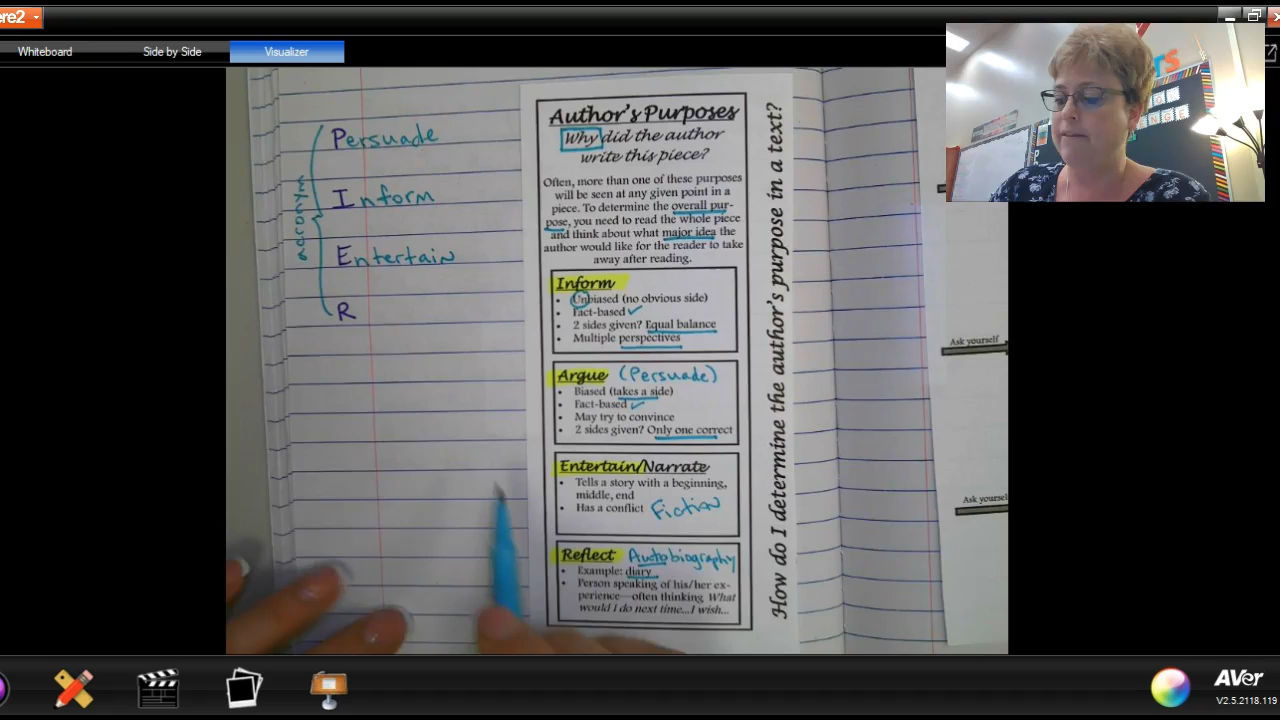 ere2
Whiteboard
Side by Side
Visualizer
acronym
Persuade
Inform
Entertain
R
Author's Purposes
Why did the author
write this piece?
Often, more than one of these purposes
will be seen at any given point in a
piece. To determine the overall pur-
pose, you need to read the whole piece
and think about what major idea the
author would like for the reader to take
away after reading.
Inform
• Unbiased (no obvious side)
• Fact-based ✓
• 2 sides given? Equal balance
• Multiple perspectives
Argue (Persuade)
• Biased (takes a side)
• Fact-based ✓
• May try to convince
• 2 sides given? Only one correct
Entertain/Narrate
• Tells a story with a beginning,
middle, end
• Has a conflict Fiction
Reflect Autobiography
• Example: diary
• Person speaking of his/her ex-
perience—often thinking What
would I do next time...I wish...
How do I determine the author's purpose in a text?
Ask yourself
Ask yoursel
AVer
V2.5.2118.119